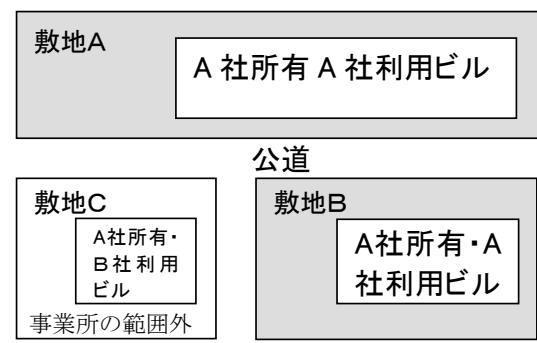 敷地A
A 社所有 A 社利用ビル
公道
敷地C
A社所有・
B社利用
ビル
事業所の範囲外
敷地B
A社所有・A
社利用ビル